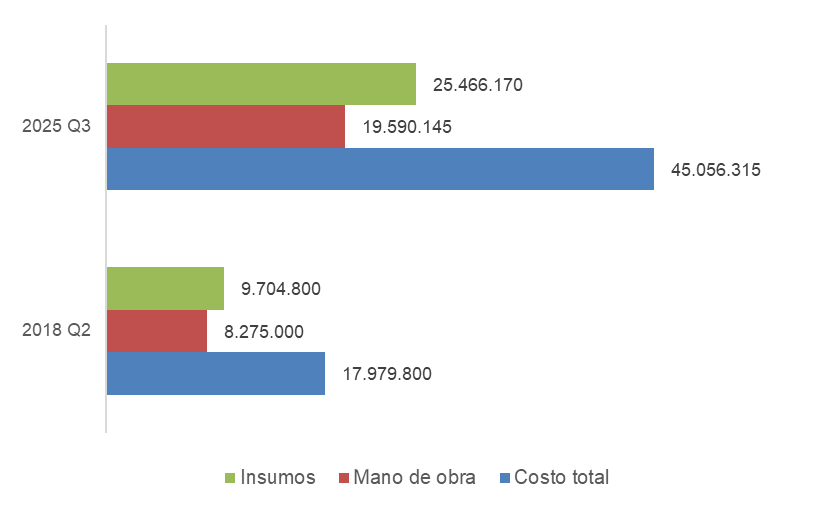 25.466.170
2025 Q3
19.590.145
45.056.315
9.704.800
2018 Q2
8.275.000
17.979.800
Insumos
Mano de obra
Costo total